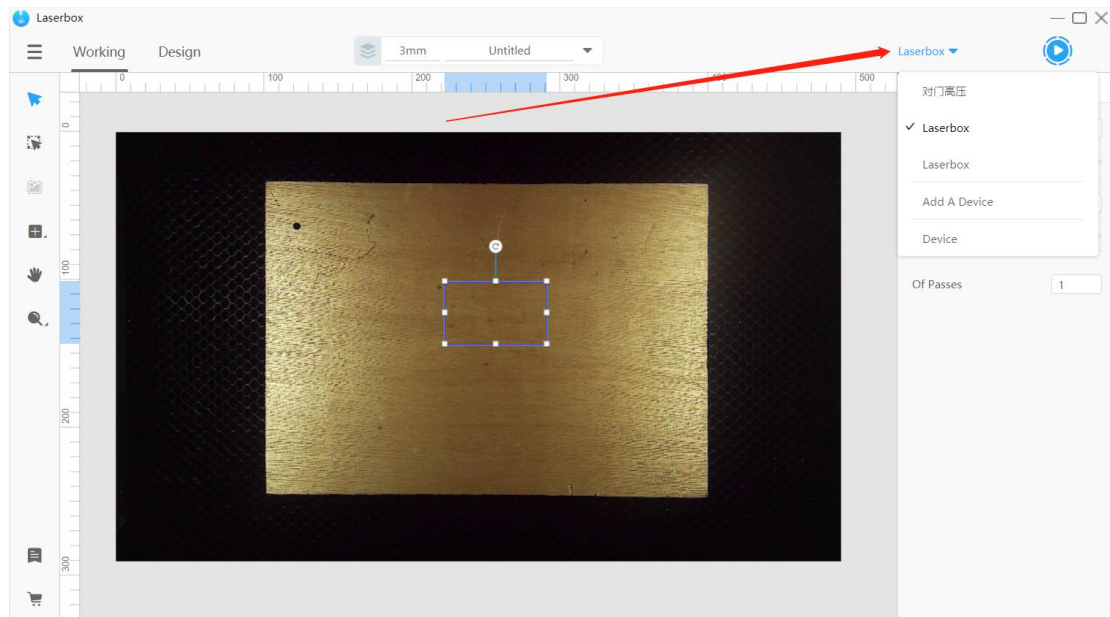 Laserbox
Working Design 3mm Untitled Laserbox
0 100 200 300 400 500
对门高压
Laserbox
Laserbox
Add A Device
Device
Of Passes 1
0
100
200
300